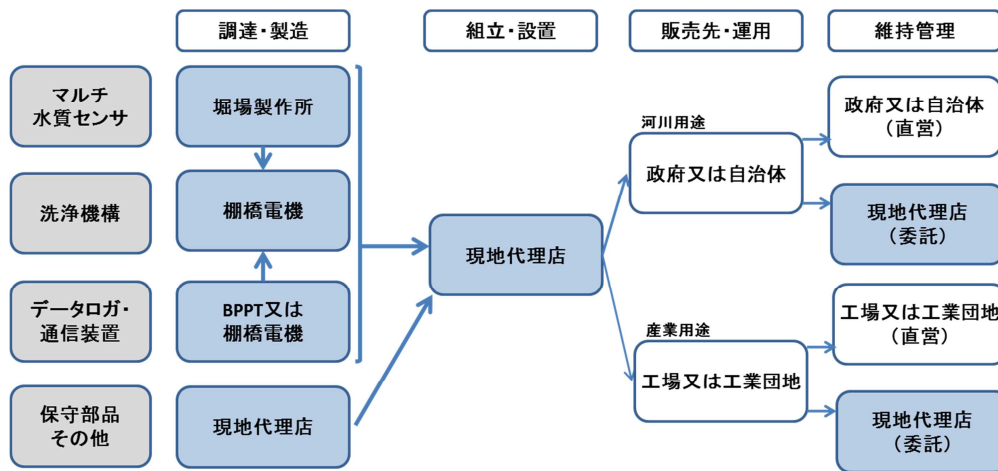 調達・製造
組立・設置
販売先・運用
維持管理
マルチ
水質センサ
堀場製作所
洗浄機構
棚橋電機
データロガ・
通信装置
BPPT又は
棚橋電機
保守部品
その他
現地代理店
現地代理店
河川用途
政府又は自治体
産業用途
工場又は工業団地
政府又は自治体
（直営）
現地代理店
（委託）
工場又は工業団地
（直営）
現地代理店
（委託）